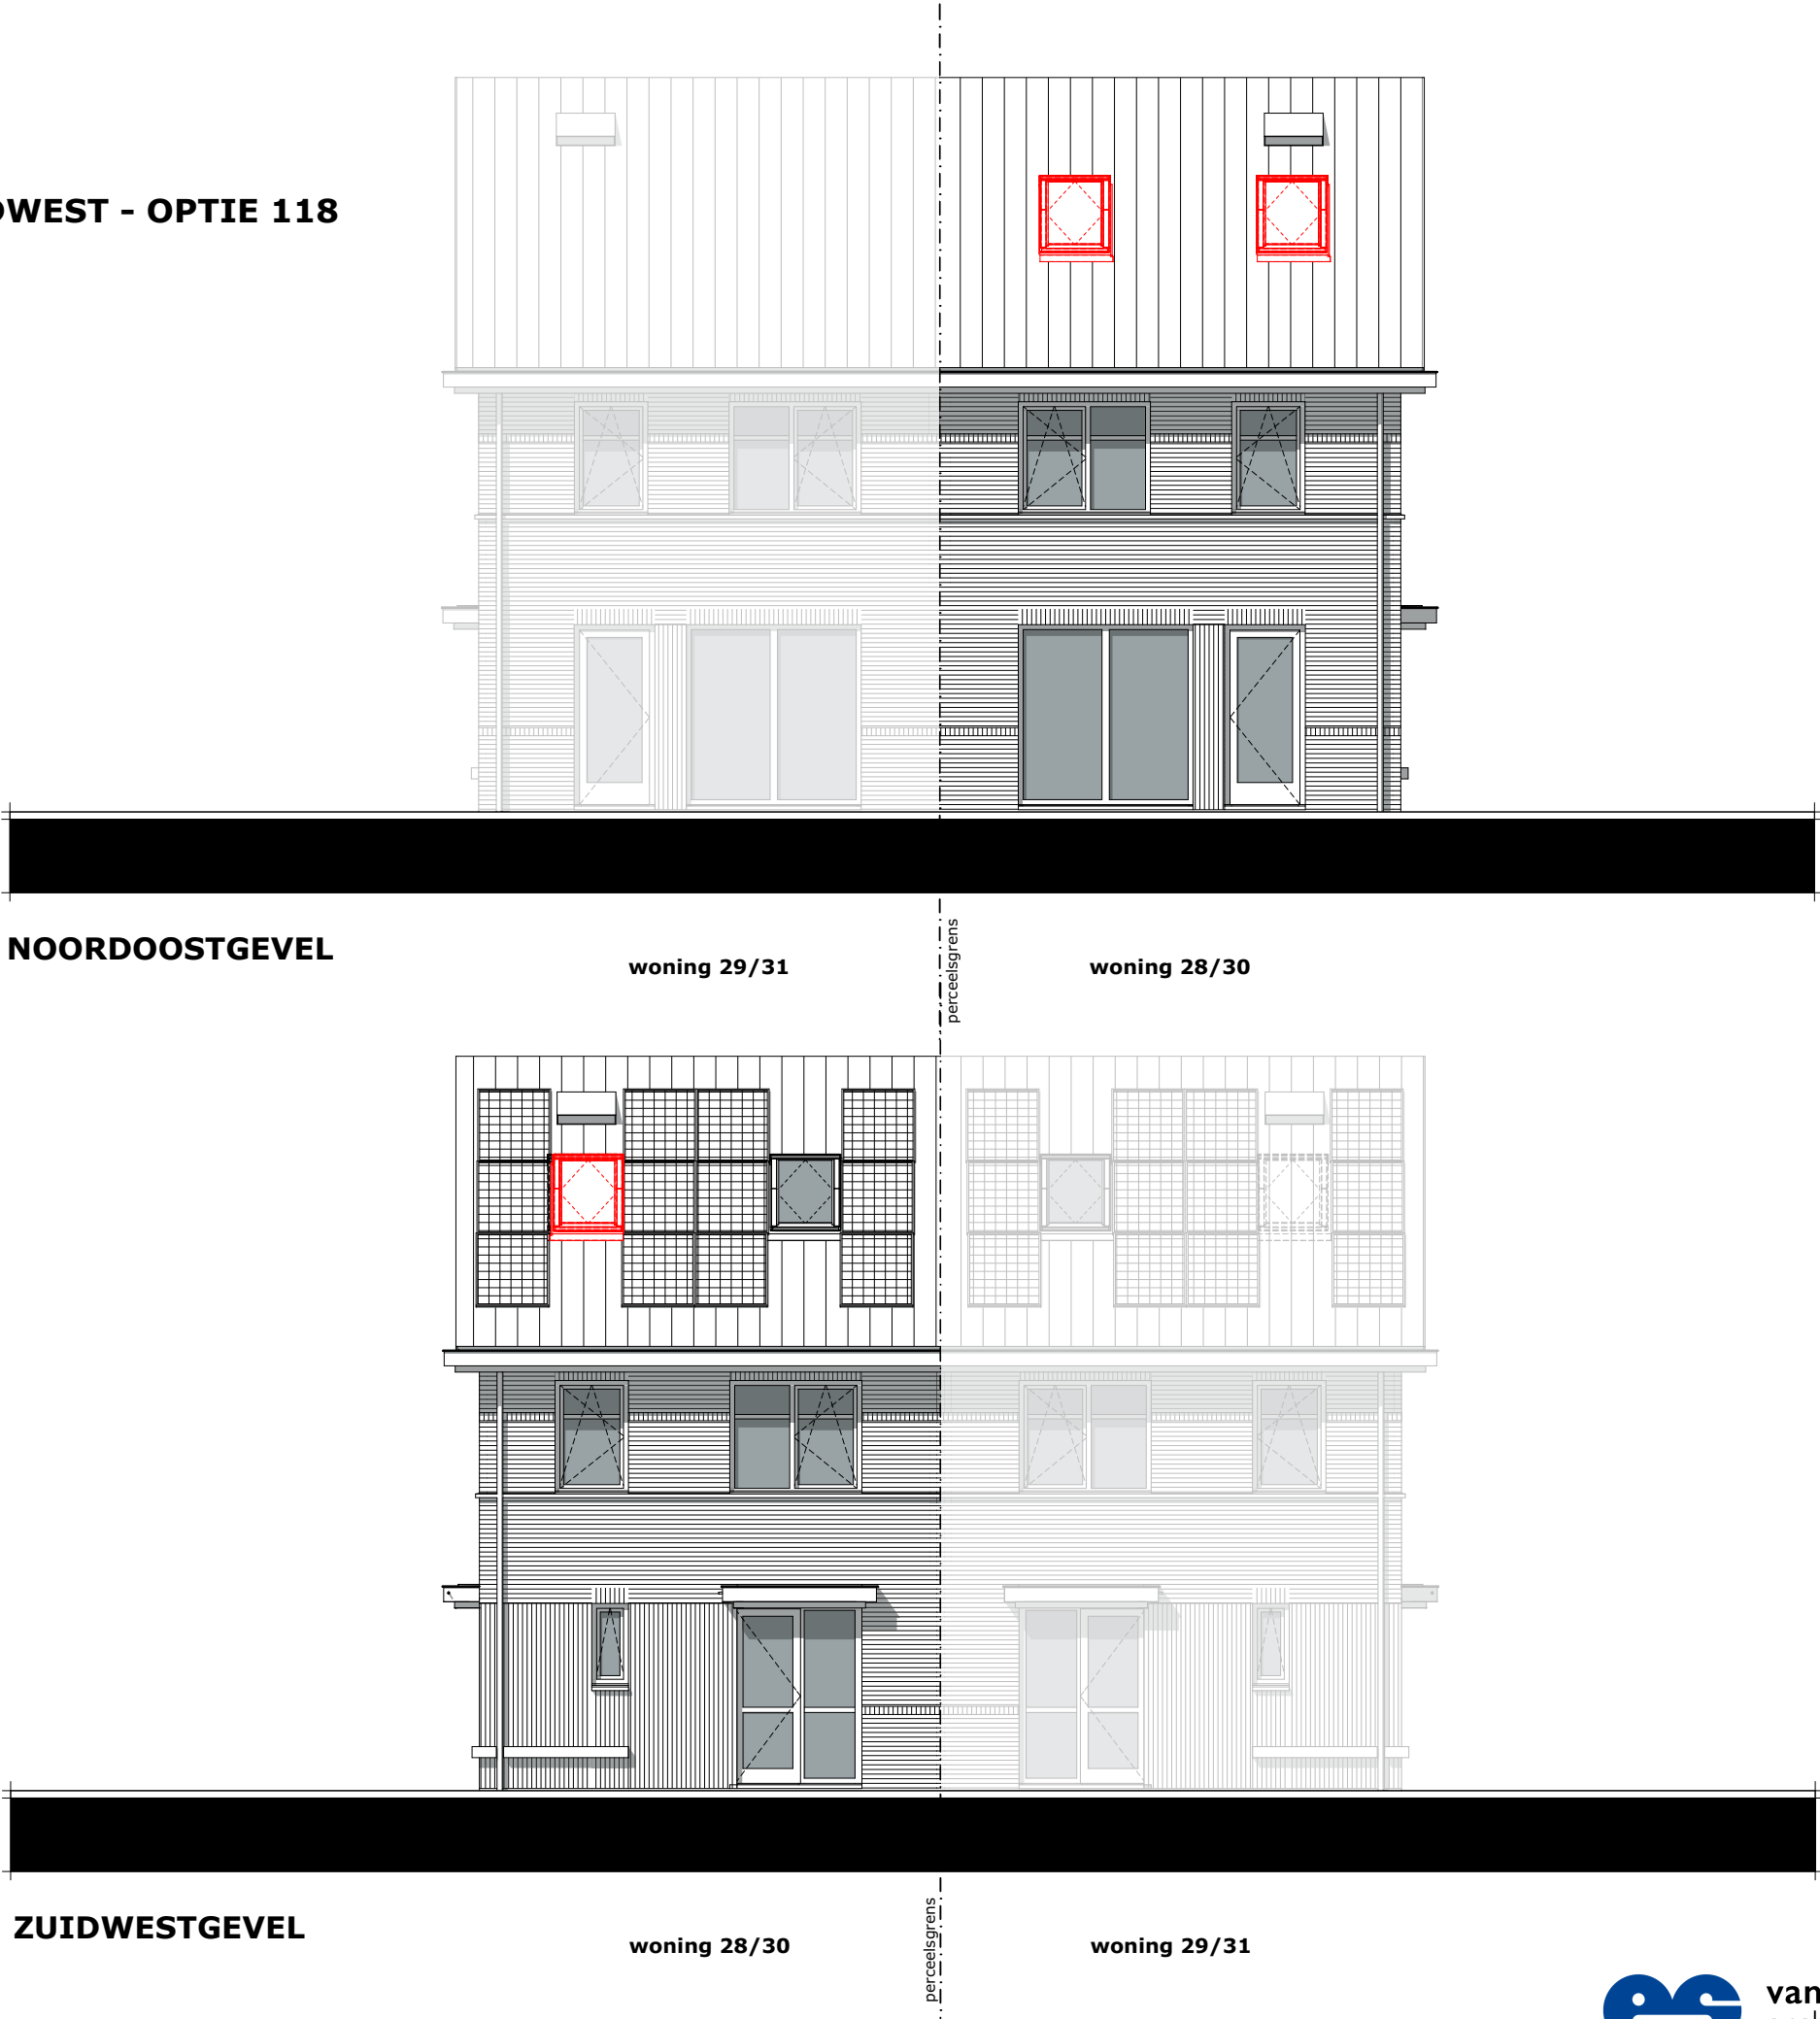 WEST - OPTIE 118
NOORDOOSTGEVEL
woning 29/31
perceelsgrens
woning 28/30
ZUIDWESTGEVEL
woning 28/30
perceelsgrens
woning 29/31
van